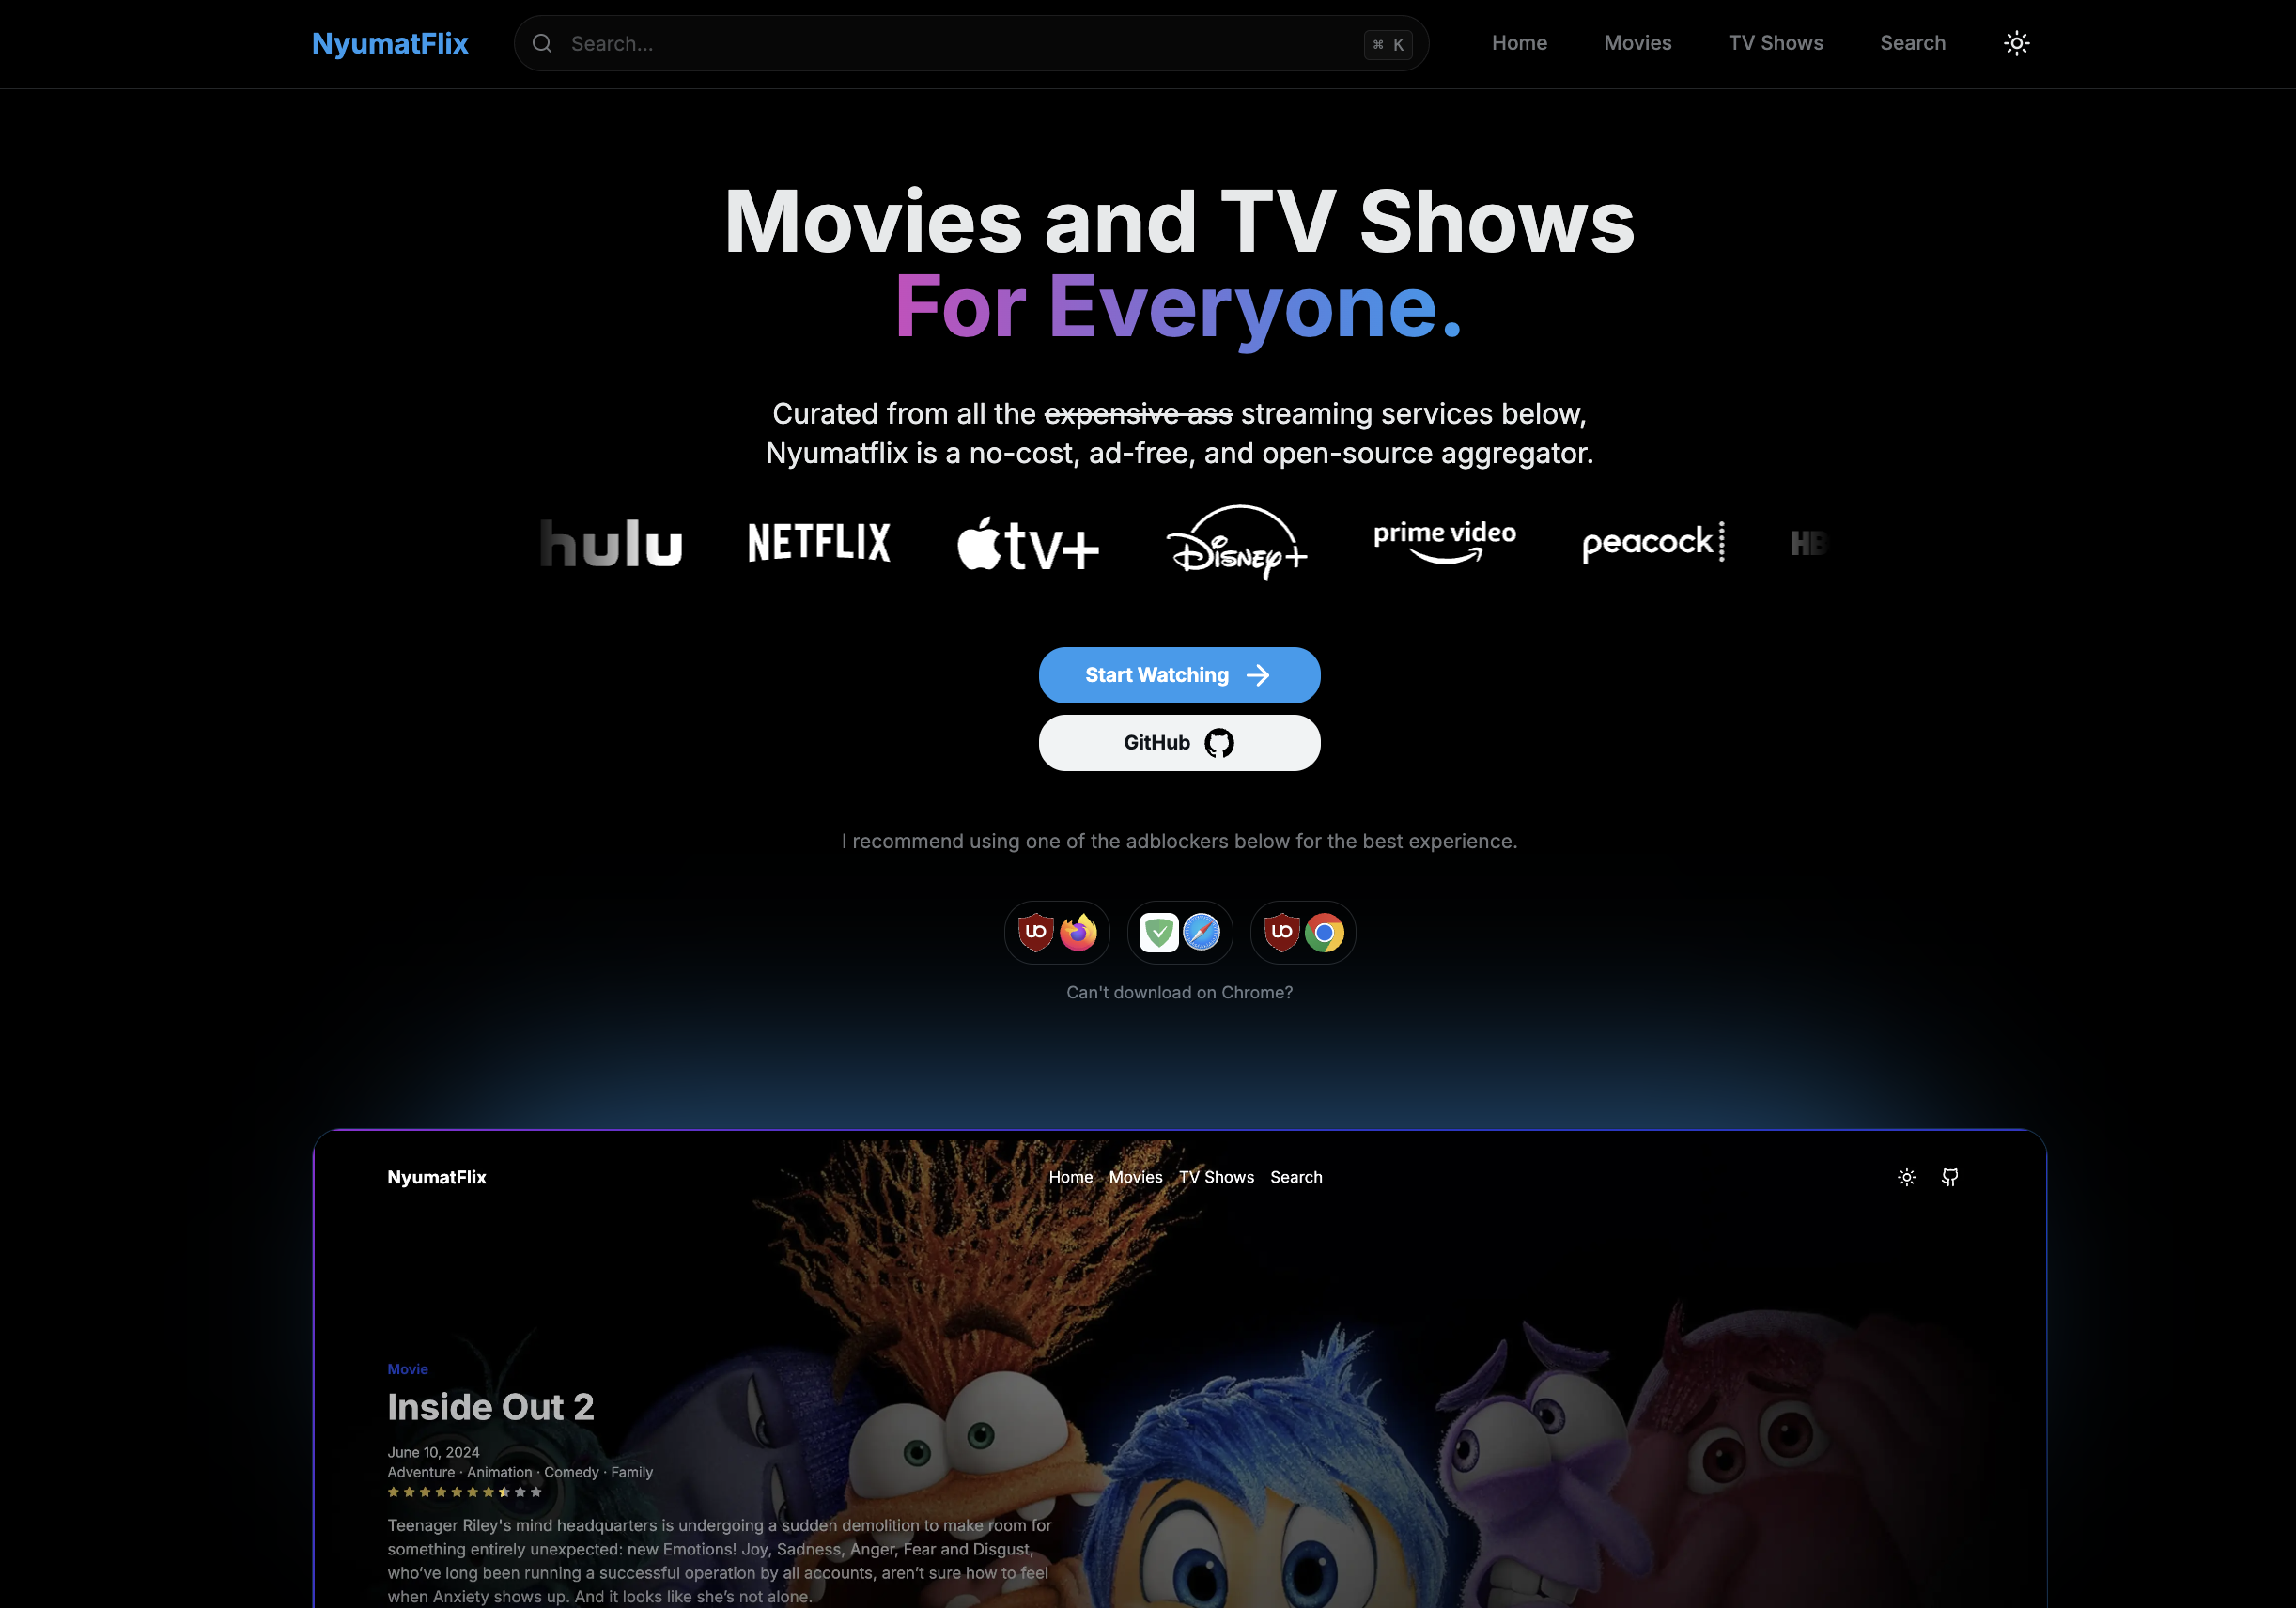 NyumatFlix
Search...
⌘ K
Home
Movies
TV Shows
Search
Movies and TV Shows
For Everyone.
Curated from all the expensive ass streaming services below,
Nyumatflix is a no-cost, ad-free, and open-source aggregator.
hulu
NETFLIX
tv+
Disney+
prime video
peacock
HB
Start Watching
GitHub
I recommend using one of the adblockers below for the best experience.
Can't download on Chrome?
NyumatFlix
Home Movies TV Shows Search
Movie
Inside Out 2
June 10, 2024
Adventure · Animation · Comedy · Family
Teenager Riley's mind headquarters is undergoing a sudden demolition to make room for
something entirely unexpected: new Emotions! Joy, Sadness, Anger, Fear and Disgust,
who’ve long been running a successful operation by all accounts, aren’t sure how to feel
when Anxiety shows up. And it looks like she’s not alone.